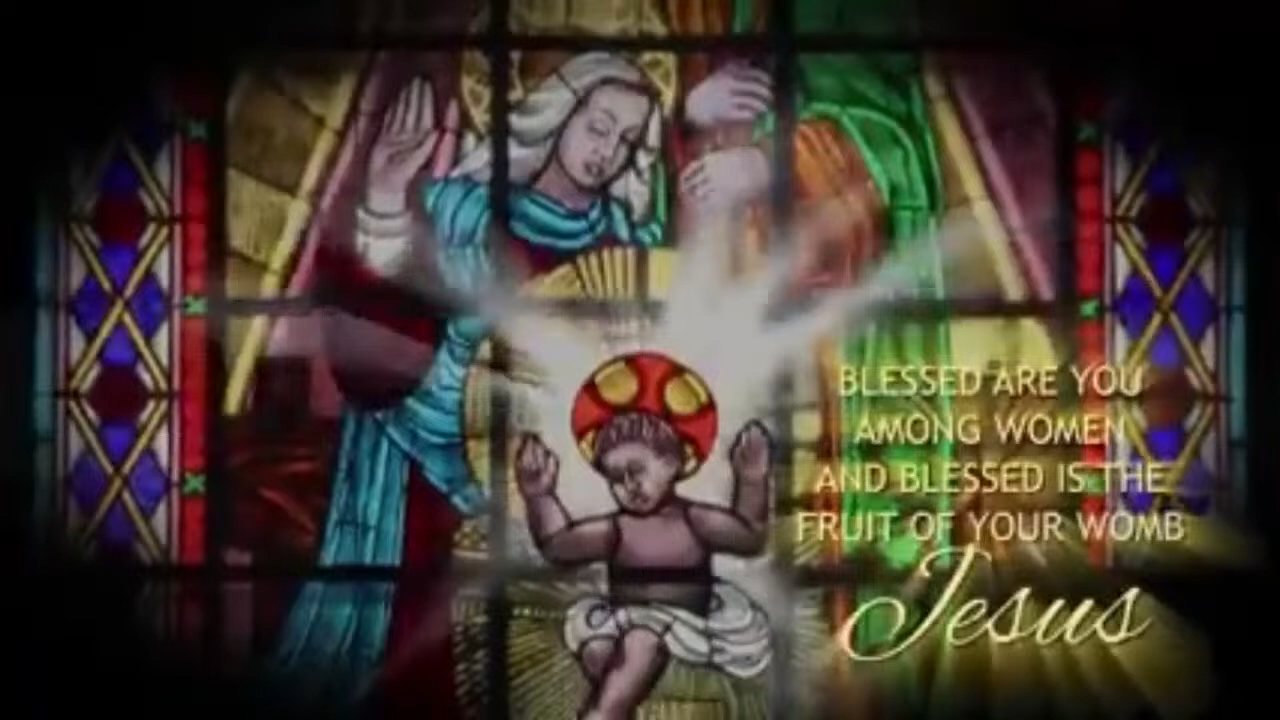 BLESSED ARE YOU
AMONG WOMEN
AND BLESSED IS THE
FRUIT OF YOUR WOMB
Jesus